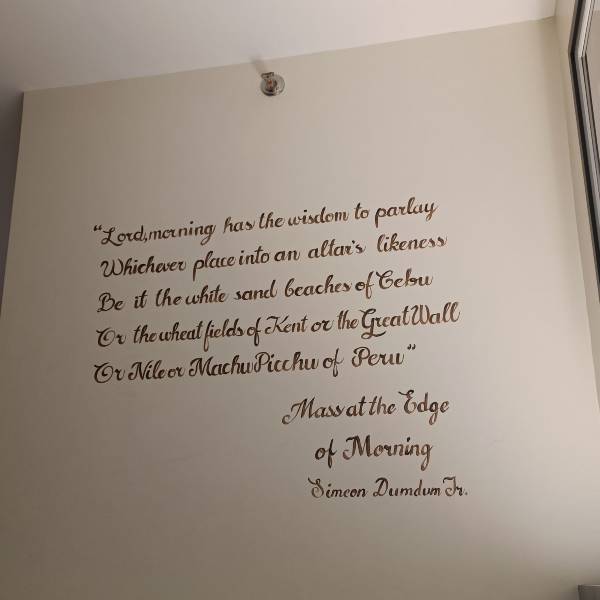 “Lord, morning has the wisdom to parlay
Whichever place into an altar's likeness
Be it the white sand beaches of Cebu
Or the wheat fields of Kent or the Great Wall
Or Nile or Machu Picchu of Peru”
Mass at the Edge
of Morning
Simeon Dumdum Jr.